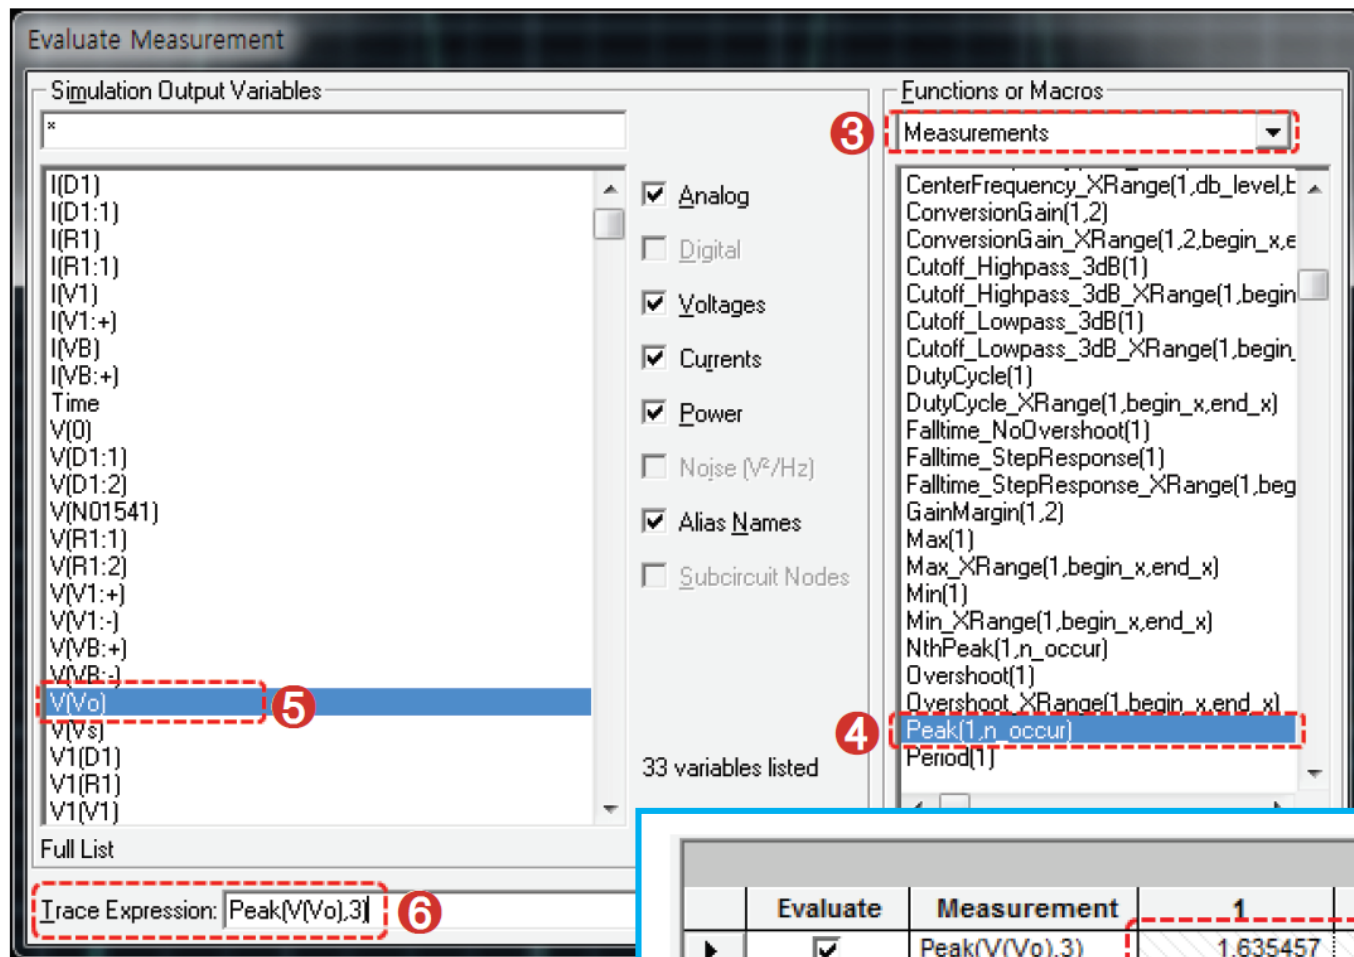 Evaluate Measurement
Simulation Output Variables
*
I(D1)
I(D1:1)
I(R1)
I(R1:1)
I(V1)
I(V1:+)
I(VB)
I(VB:+)
Time
V(0)
V(D1:1)
V(D1:2)
V(N01541)
V(R1:1)
V(R1:2)
V(V1:+)
V(V1:-)
V(VB:+)
V(VB:-)
V(Vo)
5
V(Vs)
V1(D1)
V1(R1)
V1(V1)
Full List
Analog
Digital
Voltages
Currents
Power
Noise (V²/Hz)
Alias Names
Subcircuit Nodes
33 variables listed
Functions or Macros
3
Measurements
CenterFrequency_XRange(1,db_level,b
ConversionGain(1,2)
ConversionGain_XRange(1,2,begin_x,e
Cutoff_Highpass_3dB(1)
Cutoff_Highpass_3dB_XRange(1,begin
Cutoff_Lowpass_3dB(1)
Cutoff_Lowpass_3dB_XRange(1,begin_
DutyCycle(1)
DutyCycle_XRange(1,begin_x,end_x)
Falltime_NoOvershoot(1)
Falltime_StepResponse(1)
Falltime_StepResponse_XRange(1,beg
GainMargin(1,2)
Max(1)
Max_XRange(1,begin_x,end_x)
Min(1)
Min_XRange(1,begin_x,end_x)
NthPeak(1,n_occur)
Overshoot(1)
Overshoot_XRange(1,begin_x,end_x)
4
Peak(1,n_occur)
Period(1)
Trace Expression: Peak(V(Vo),3)
6
Evaluate Measurement 1
Peak(V(Vo),3) 1.635457